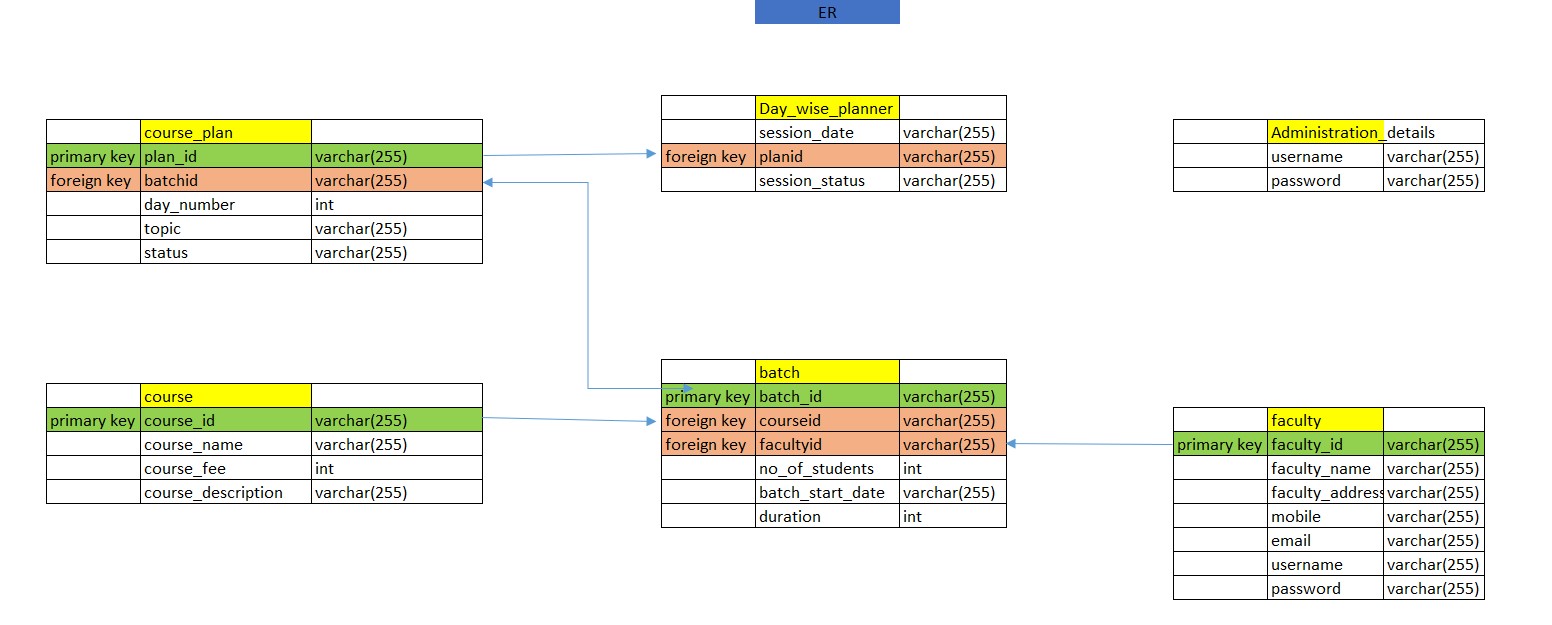 ER
course_plan
primary key plan_id varchar(255)
foreign key batchid varchar(255)
day_number int
topic varchar(255)
status varchar(255)
Day_wise_planner
session_date varchar(255)
foreign key planid varchar(255)
session_status varchar(255)
Administration_details
username varchar(255)
password varchar(255)
course
primary key course_id varchar(255)
course_name varchar(255)
course_fee int
course_description varchar(255)
batch
primary key batch_id varchar(255)
foreign key courseid varchar(255)
foreign key facultyid varchar(255)
no_of_students int
batch_start_date varchar(255)
duration int
faculty
primary key faculty_id varchar(255)
faculty_name varchar(255)
faculty_address varchar(255)
mobile varchar(255)
email varchar(255)
username varchar(255)
password varchar(255)